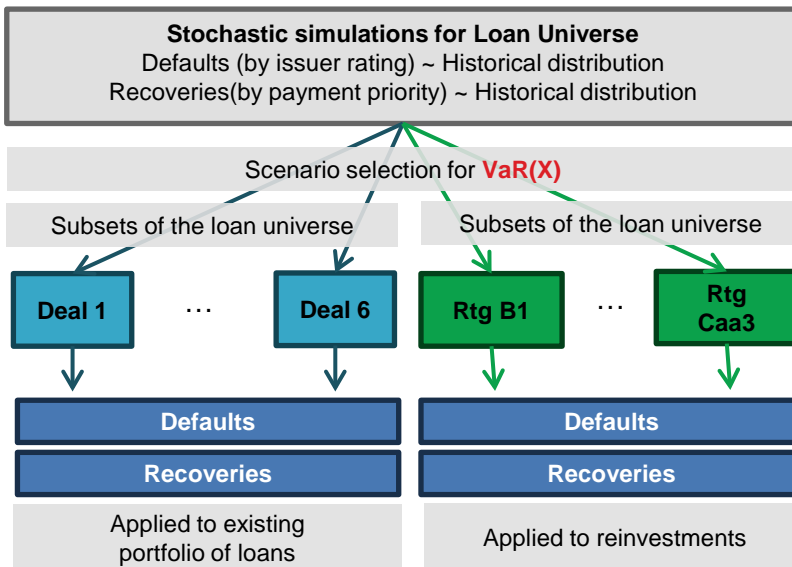 Stochastic simulations for Loan Universe
Defaults (by issuer rating) ~ Historical distribution
Recoveries(by payment priority) ~ Historical distribution
Scenario selection for VaR(X)
Subsets of the loan universe
Subsets of the loan universe
Deal 1
...
Deal 6
Rtg B1
...
Rtg
Caa3
Defaults
Defaults
Recoveries
Recoveries
Applied to existing
portfolio of loans
Applied to reinvestments